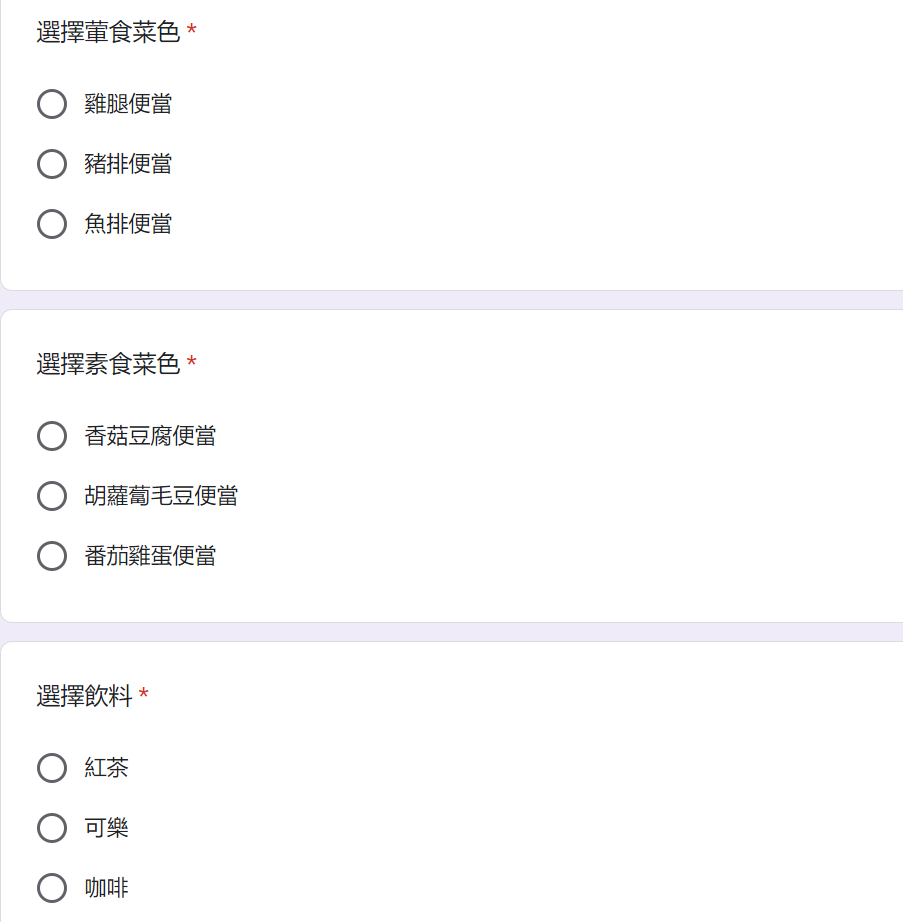 選擇葷食菜色 *
雞腿便當
豬排便當
魚排便當
選擇素食菜色 *
香菇豆腐便當
胡蘿蔔毛豆便當
番茄雞蛋便當
選擇飲料 *
紅茶
可樂
咖啡